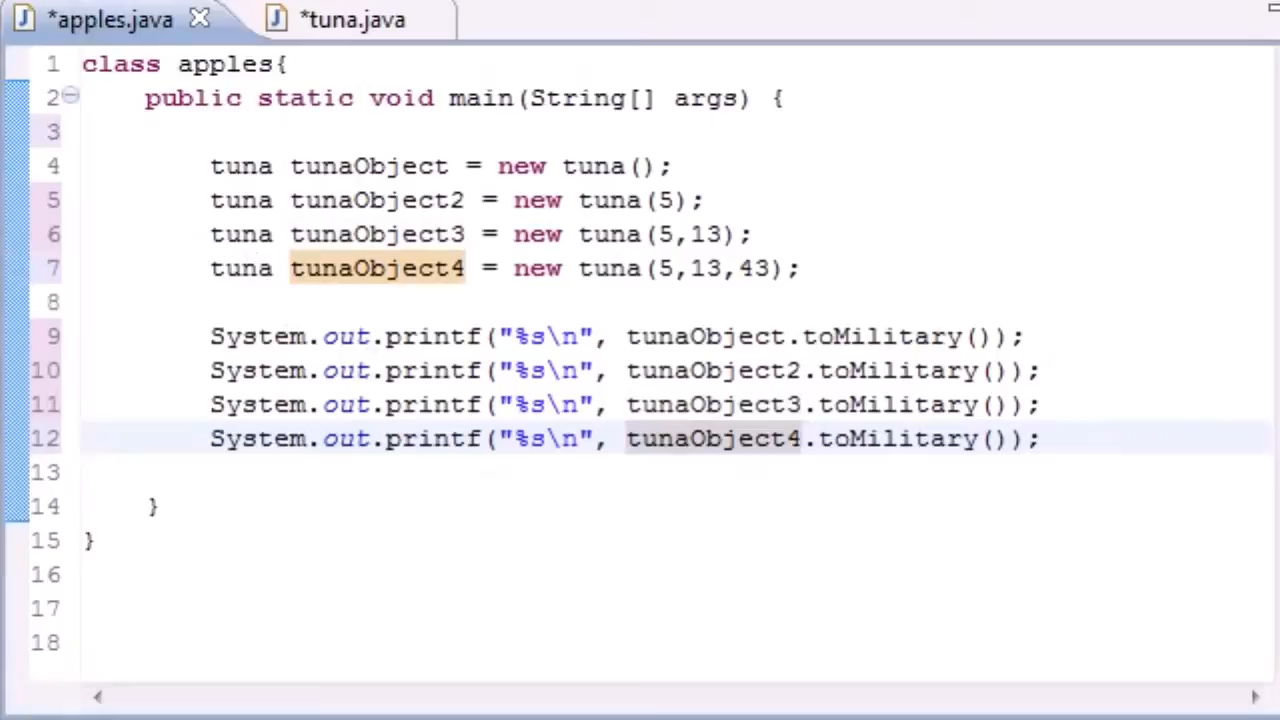 *apples.java *tuna.java
1 class apples{
2 public static void main(String[] args) {
3
4 tuna tunaObject = new tuna();
5 tuna tunaObject2 = new tuna(5);
6 tuna tunaObject3 = new tuna(5,13);
7 tuna tunaObject4 = new tuna(5,13,43);
8
9 System.out.printf("%s\n", tunaObject.toMilitary());
10 System.out.printf("%s\n", tunaObject2.toMilitary());
11 System.out.printf("%s\n", tunaObject3.toMilitary());
12 System.out.printf("%s\n", tunaObject4.toMilitary());
13
14 }
15 }
16
17
18